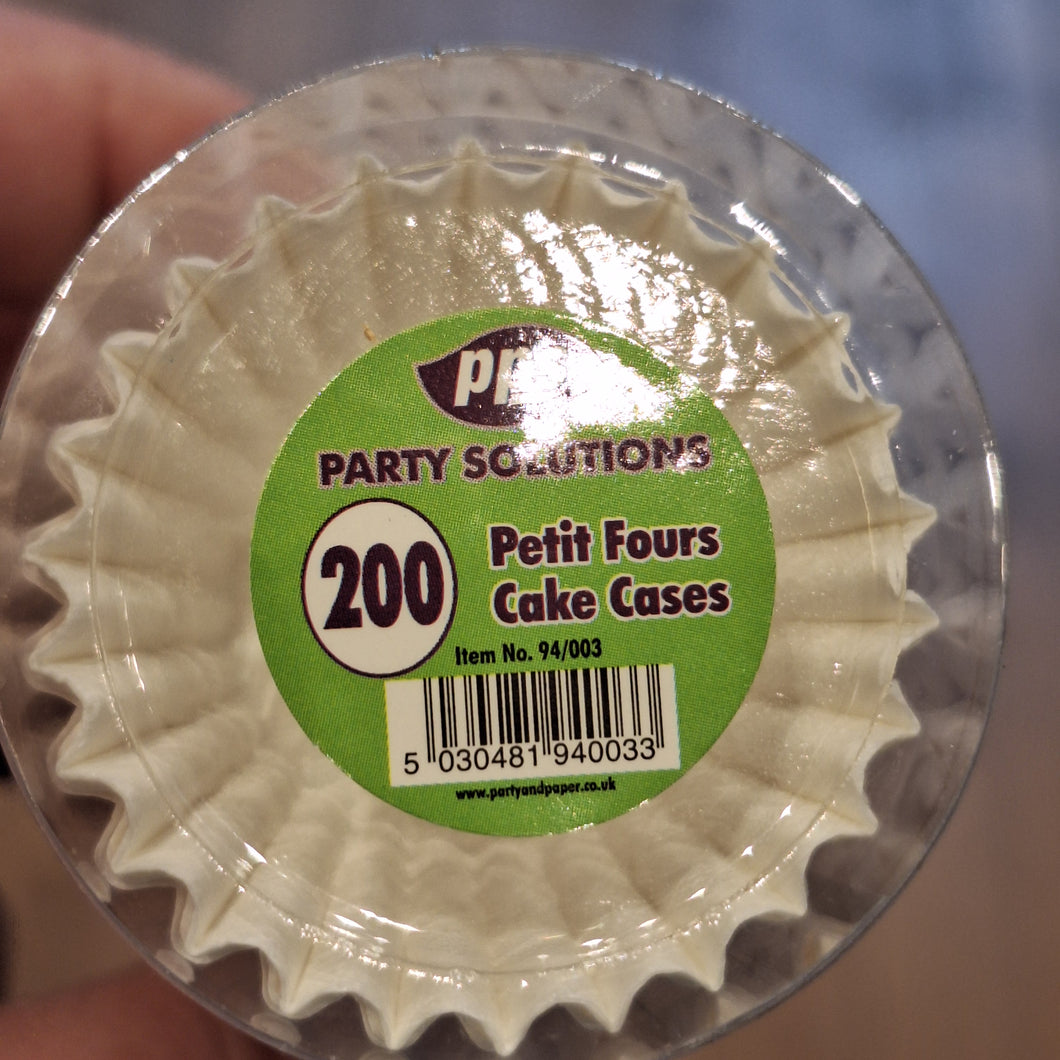 PARTY SOLUTIONS
200
Petit Fours
Cake Cases
Item No. 94/003
5 030481 940033
www.partyandpaper.co.uk